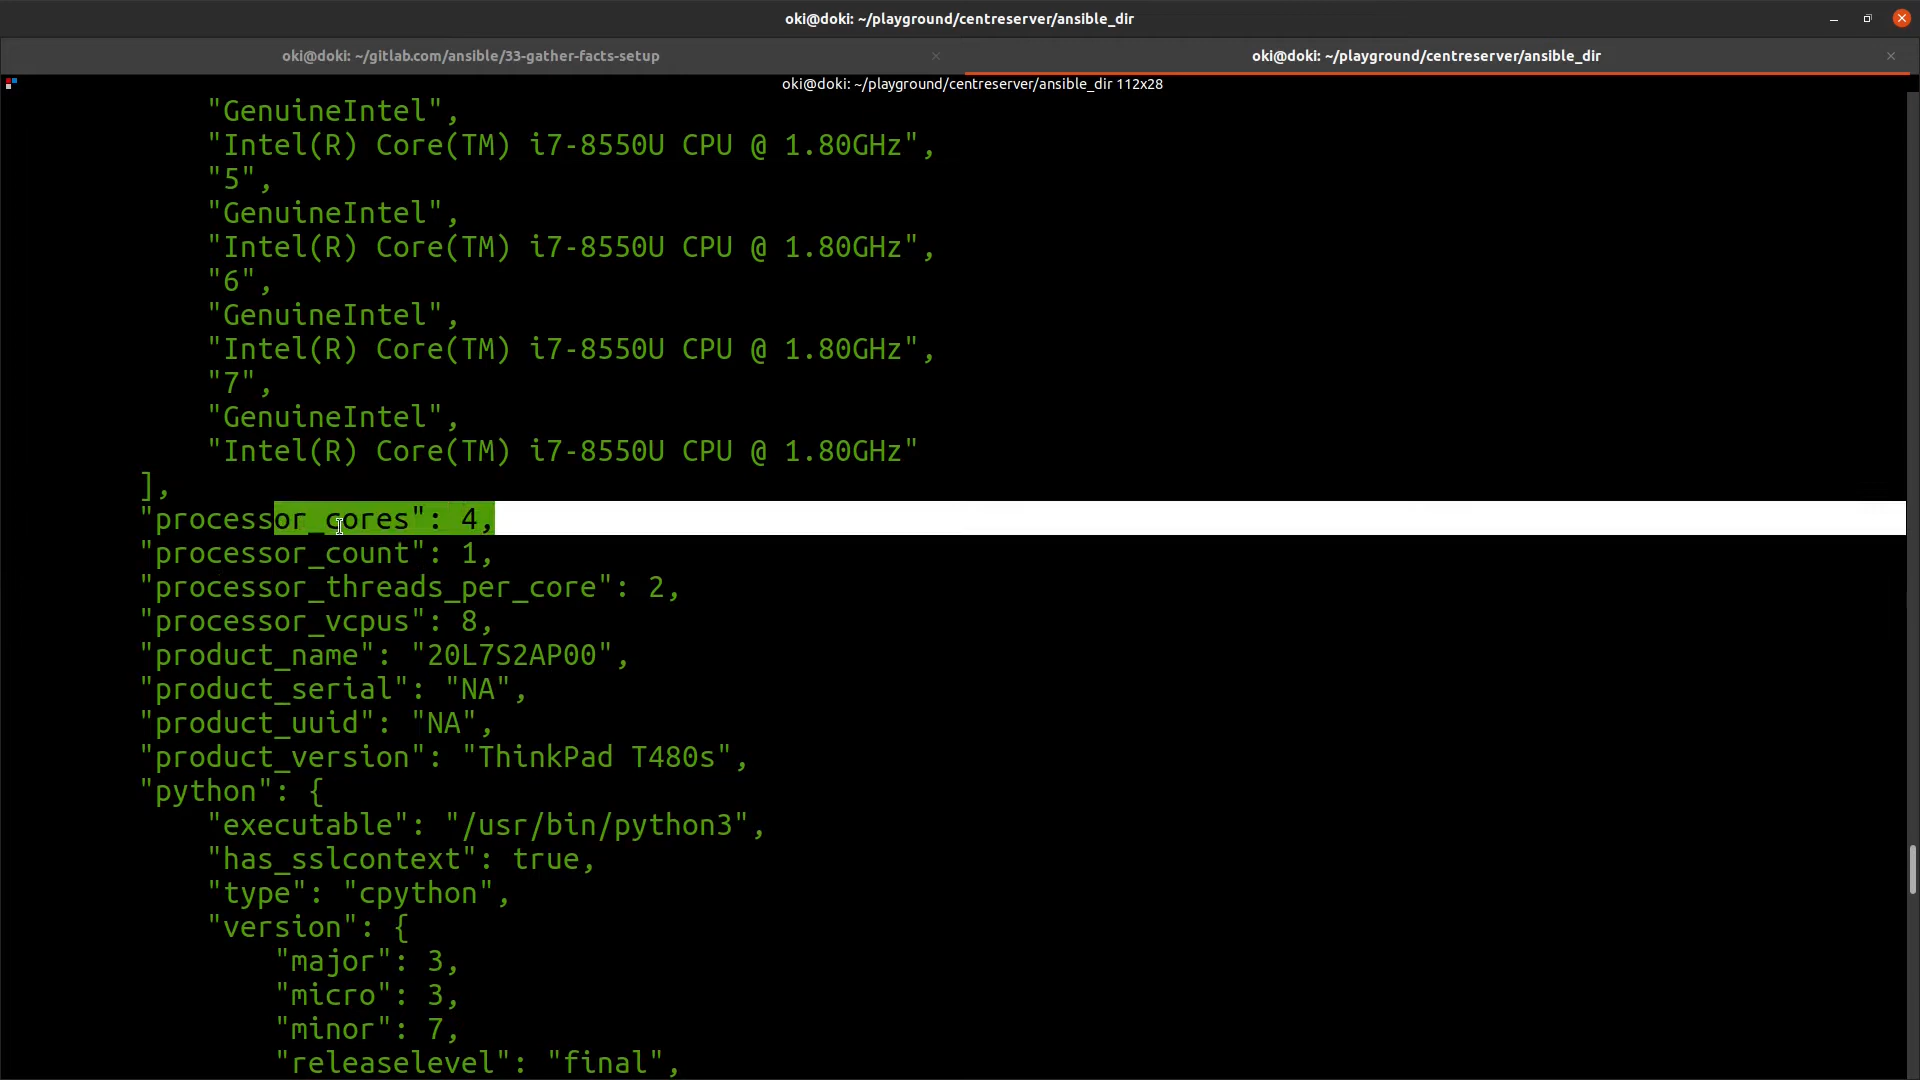 oki@doki: ~/playground/centreserver/ansible_dir
oki@doki: ~/gitlab.com/ansible/33-gather-facts-setup
oki@doki: ~/playground/centreserver/ansible_dir
oki@doki: ~/playground/centreserver/ansible_dir 112x28
"GenuineIntel",
"Intel(R) Core(TM) i7-8550U CPU @ 1.80GHz",
"5",
"GenuineIntel",
"Intel(R) Core(TM) i7-8550U CPU @ 1.80GHz",
"6",
"GenuineIntel",
"Intel(R) Core(TM) i7-8550U CPU @ 1.80GHz",
"7",
"GenuineIntel",
"Intel(R) Core(TM) i7-8550U CPU @ 1.80GHz"
],
"processor_cores": 4,
"processor_count": 1,
"processor_threads_per_core": 2,
"processor_vcpus": 8,
"product_name": "20L7S2AP00",
"product_serial": "NA",
"product_uuid": "NA",
"product_version": "ThinkPad T480s",
"python": {
"executable": "/usr/bin/python3",
"has_sslcontext": true,
"type": "cpython",
"version": {
"major": 3,
"micro": 3,
"minor": 7,
"releaselevel": "final",